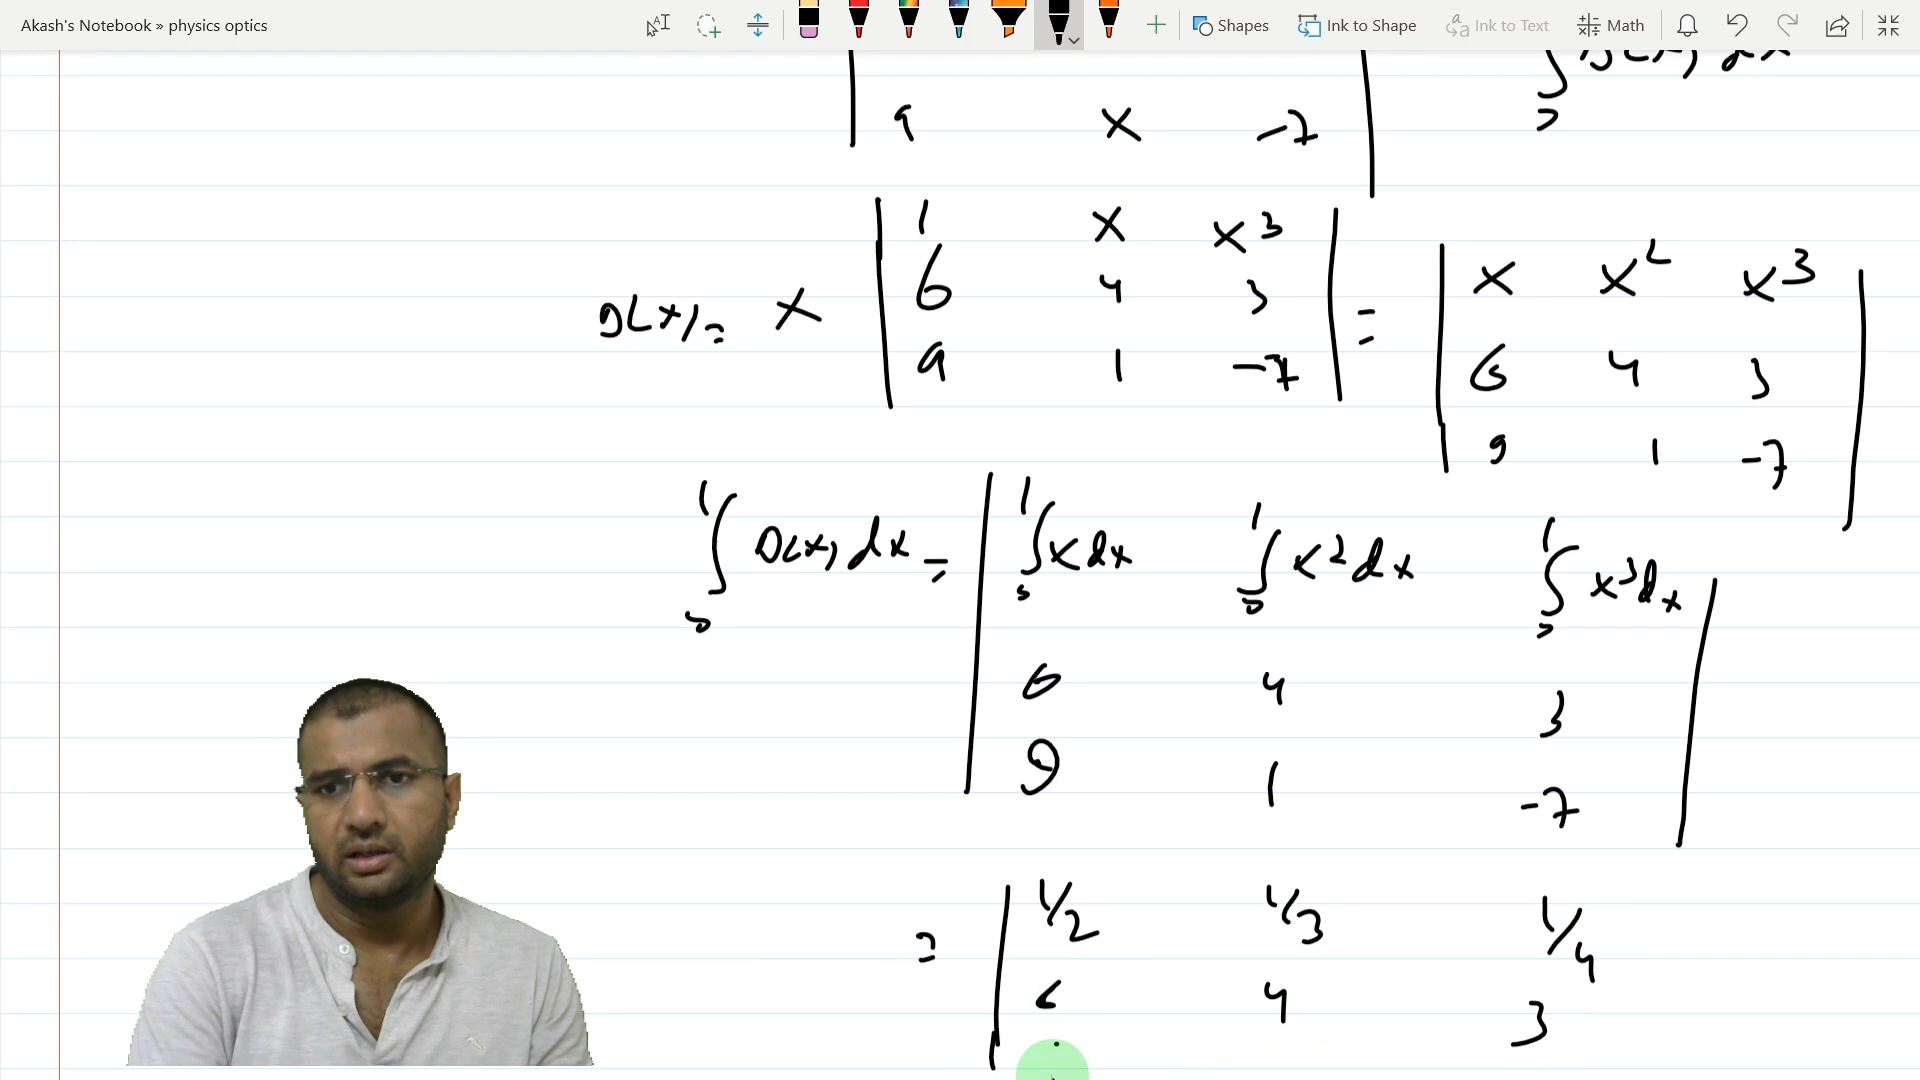 Akash's Notebook » physics optics
Shapes
Ink to Shape
Ink to Text
Math
9 x -7
∫ D(x) dx
0
1 x x³
D(x) = x 6 4 3 = x x² x³
9 1 -7 6 4 3
9 1 -7
∫₀¹ D(x) dx = ∫₀¹ x dx ∫₀¹ x² dx ∫₀¹ x³ dx
6 4 3
9 1 -7
= 1/2 1/3 1/4
6 4 3